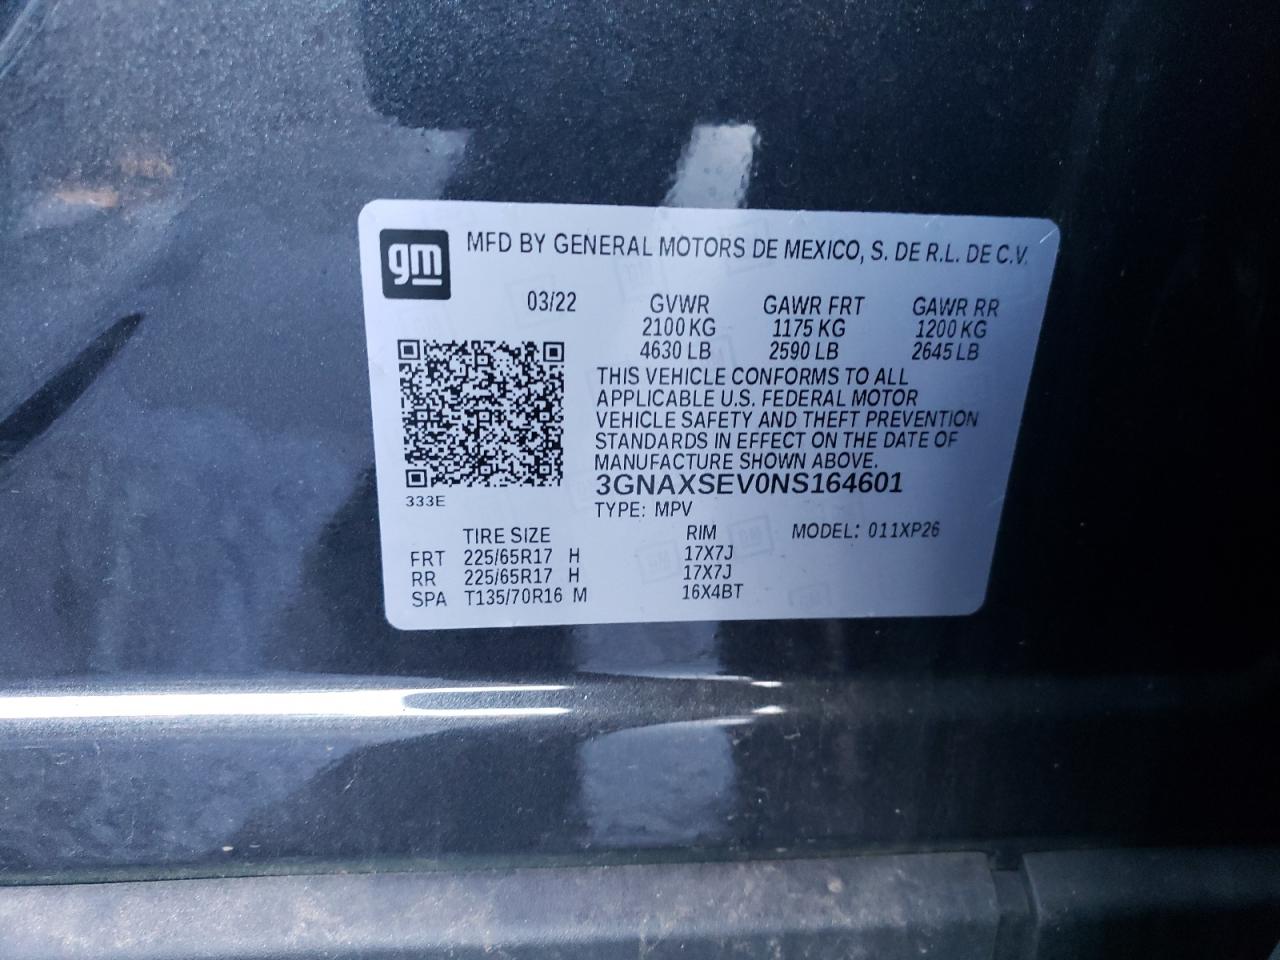 gm
MFD BY GENERAL MOTORS DE MEXICO, S. DE R.L. DE C.V.
03/22 GVWR GAWR FRT GAWR RR
2100 KG 1175 KG 1200 KG
4630 LB 2590 LB 2645 LB
THIS VEHICLE CONFORMS TO ALL
APPLICABLE U.S. FEDERAL MOTOR
VEHICLE SAFETY AND THEFT PREVENTION
STANDARDS IN EFFECT ON THE DATE OF
MANUFACTURE SHOWN ABOVE.
3GNAXSEV0NS164601
333E
TYPE: MPV
TIRE SIZE RIM MODEL: 011XP26
FRT 225/65R17 H 17X7J
RR 225/65R17 H 17X7J
SPA T135/70R16 M 16X4BT